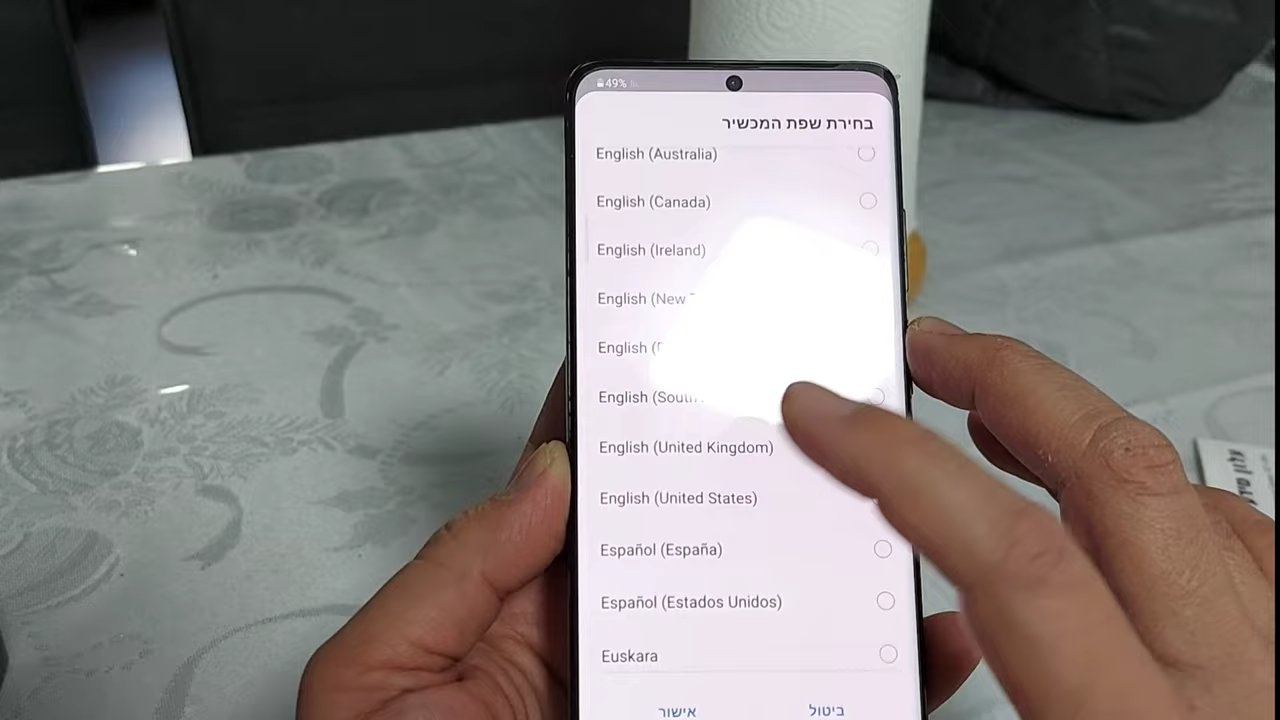 49%
בחירת שפת המכשיר
English (Australia)
English (Canada)
English (Ireland)
English (New
English (
English (South
English (United Kingdom)
English (United States)
Español (España)
Español (Estados Unidos)
Euskara
ביטול
אישור